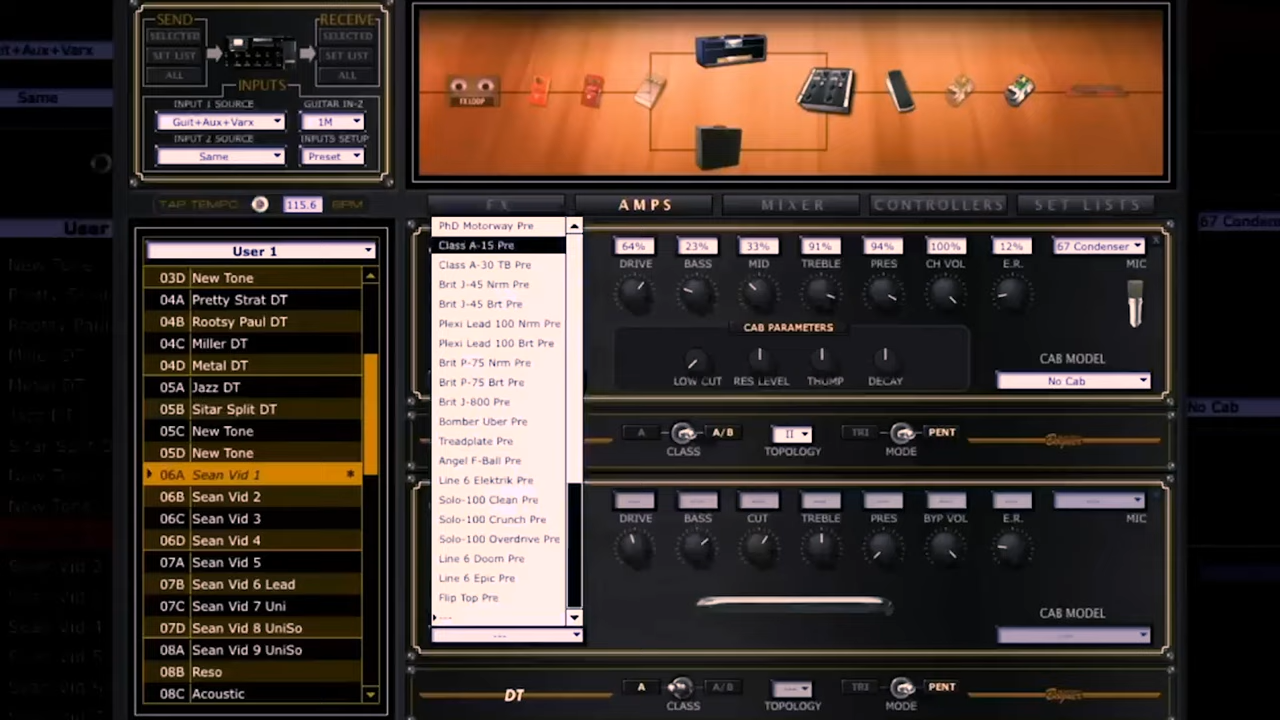 SEND
RECEIVE
SELECTED
SELECTED
SET LIST
SET LIST
ALL
ALL
INPUTS
INPUT 1 SOURCE
GUITAR IN-Z
Guit+Aux+Varx
1M
INPUT 2 SOURCE
INPUTS SETUP
Same
Preset
TAP TEMPO
115.6
BPM
FX LOOP
FX
AMPS
MIXER
CONTROLLERS
SET LISTS
User 1
03D New Tone
04A Pretty Strat DT
04B Rootsy Paul DT
04C Miller DT
04D Metal DT
05A Jazz DT
05B Sitar Split DT
05C New Tone
05D New Tone
06A Sean Vid 1 *
06B Sean Vid 2
06C Sean Vid 3
06D Sean Vid 4
07A Sean Vid 5
07B Sean Vid 6 Lead
07C Sean Vid 7 Uni
07D Sean Vid 8 UniSo
08A Sean Vid 9 UniSo
08B Reso
08C Acoustic
PhD Motorway Pre
Class A-15 Pre
Class A-30 TB Pre
Brit J-45 Nrm Pre
Brit J-45 Brt Pre
Plexi Lead 100 Nrm Pre
Plexi Lead 100 Brt Pre
Brit P-75 Nrm Pre
Brit P-75 Brt Pre
Brit J-800 Pre
Bomber Uber Pre
Treadplate Pre
Angel F-Ball Pre
Line 6 Elektrik Pre
Solo-100 Clean Pre
Solo-100 Crunch Pre
Solo-100 Overdrive Pre
Line 6 Doom Pre
Line 6 Epic Pre
Flip Top Pre
---
---
64% 23% 33% 91% 94% 100% 12% 67 Condenser
DRIVE BASS MID TREBLE PRES CH VOL E.R. MIC
CAB PARAMETERS
LOW CUT RES LEVEL THUMP DECAY
CAB MODEL
No Cab
A A/B II TRI PENT Bogner
CLASS TOPOLOGY MODE
--- --- --- --- --- --- --- ---
DRIVE BASS CUT TREBLE PRES BYP VOL E.R. MIC
CAB MODEL
---
DT A A/B --- TRI PENT Bogner
CLASS TOPOLOGY MODE
Same
User
67 Conden
No Cab